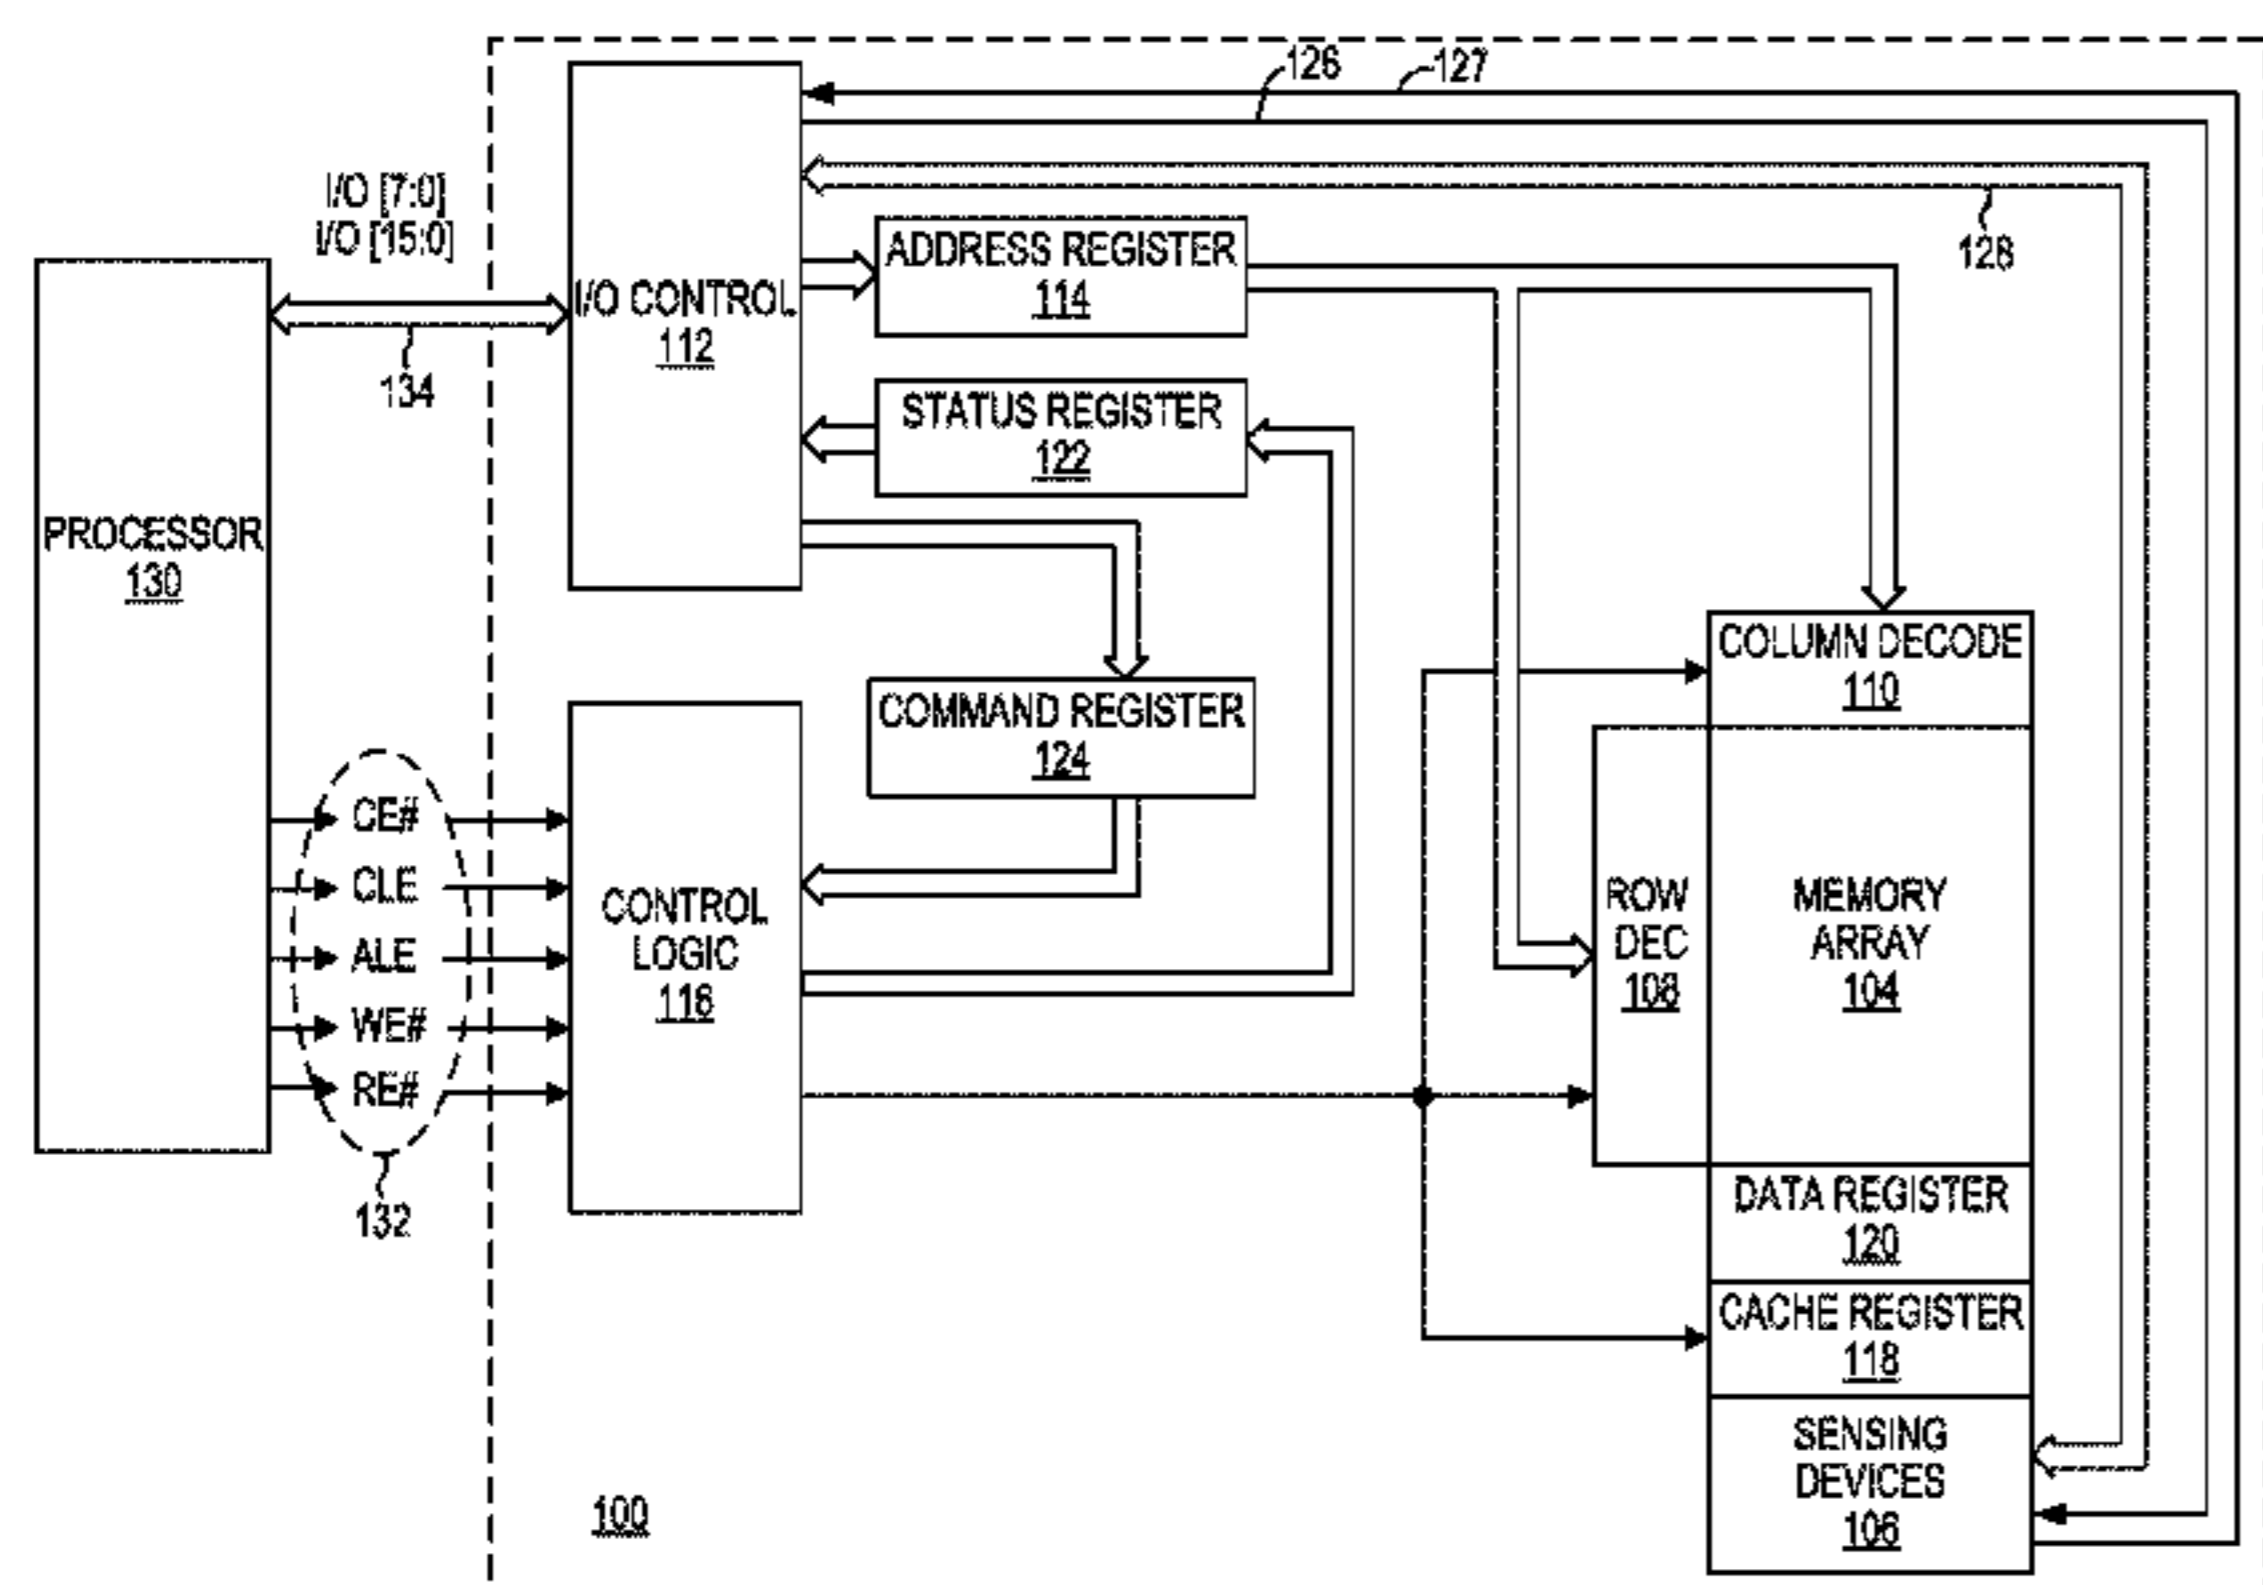 126
127
I/O [7:0]
I/O [15:0]
134
PROCESSOR
130
I/O CONTROL
112
ADDRESS REGISTER
114
128
STATUS REGISTER
122
COMMAND REGISTER
124
CE#
CLE
ALE
WE#
RE#
132
CONTROL
LOGIC
116
COLUMN DECODE
110
ROW
DEC
108
MEMORY
ARRAY
104
DATA REGISTER
120
CACHE REGISTER
118
SENSING
DEVICES
106
100